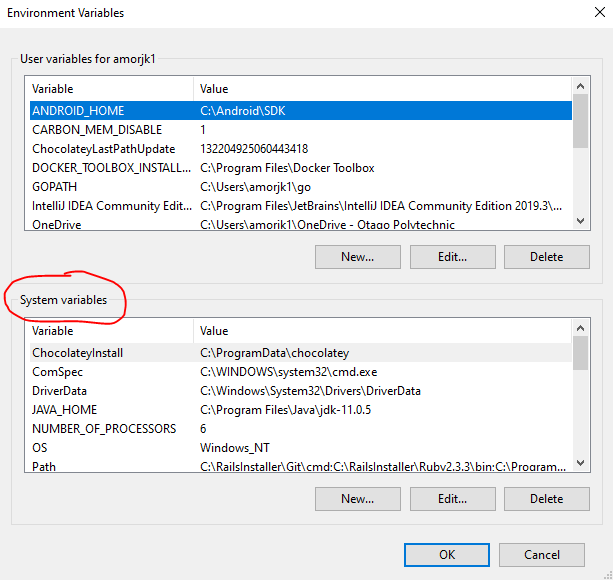 Environment Variables
User variables for amorjk1
Variable Value
ANDROID_HOME C:\Android\SDK
CARBON_MEM_DISABLE 1
ChocolateyLastPathUpdate 132204925060443418
DOCKER_TOOLBOX_INSTALL... C:\Program Files\Docker Toolbox
GOPATH C:\Users\amorjk1\go
IntelliJ IDEA Community Edit... C:\Program Files\JetBrains\IntelliJ IDEA Community Edition 2019.3\...
OneDrive C:\Users\amorjk1\OneDrive - Otago Polytechnic
New... Edit... Delete
System variables
Variable Value
ChocolateyInstall C:\ProgramData\chocolatey
ComSpec C:\WINDOWS\system32\cmd.exe
DriverData C:\Windows\System32\Drivers\DriverData
JAVA_HOME C:\Program Files\Java\jdk-11.0.5
NUMBER_OF_PROCESSORS 6
OS Windows_NT
Path C:\RailsInstaller\Git\cmd;C:\RailsInstaller\Ruby2.3.3\bin;C:\Program...
New... Edit... Delete
OK Cancel